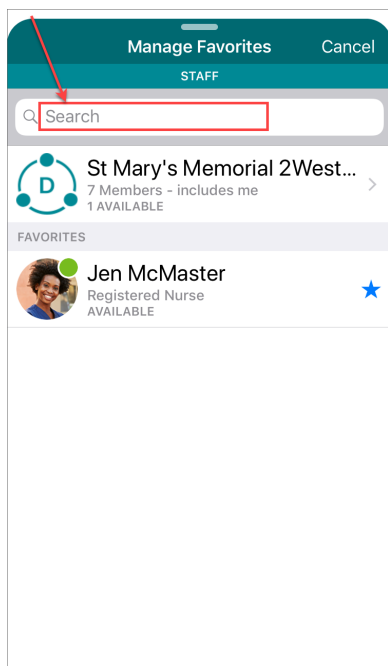 Manage Favorites Cancel
STAFF
Search
D
St Mary's Memorial 2West...
7 Members - includes me
1 AVAILABLE
FAVORITES
Jen McMaster
Registered Nurse
AVAILABLE